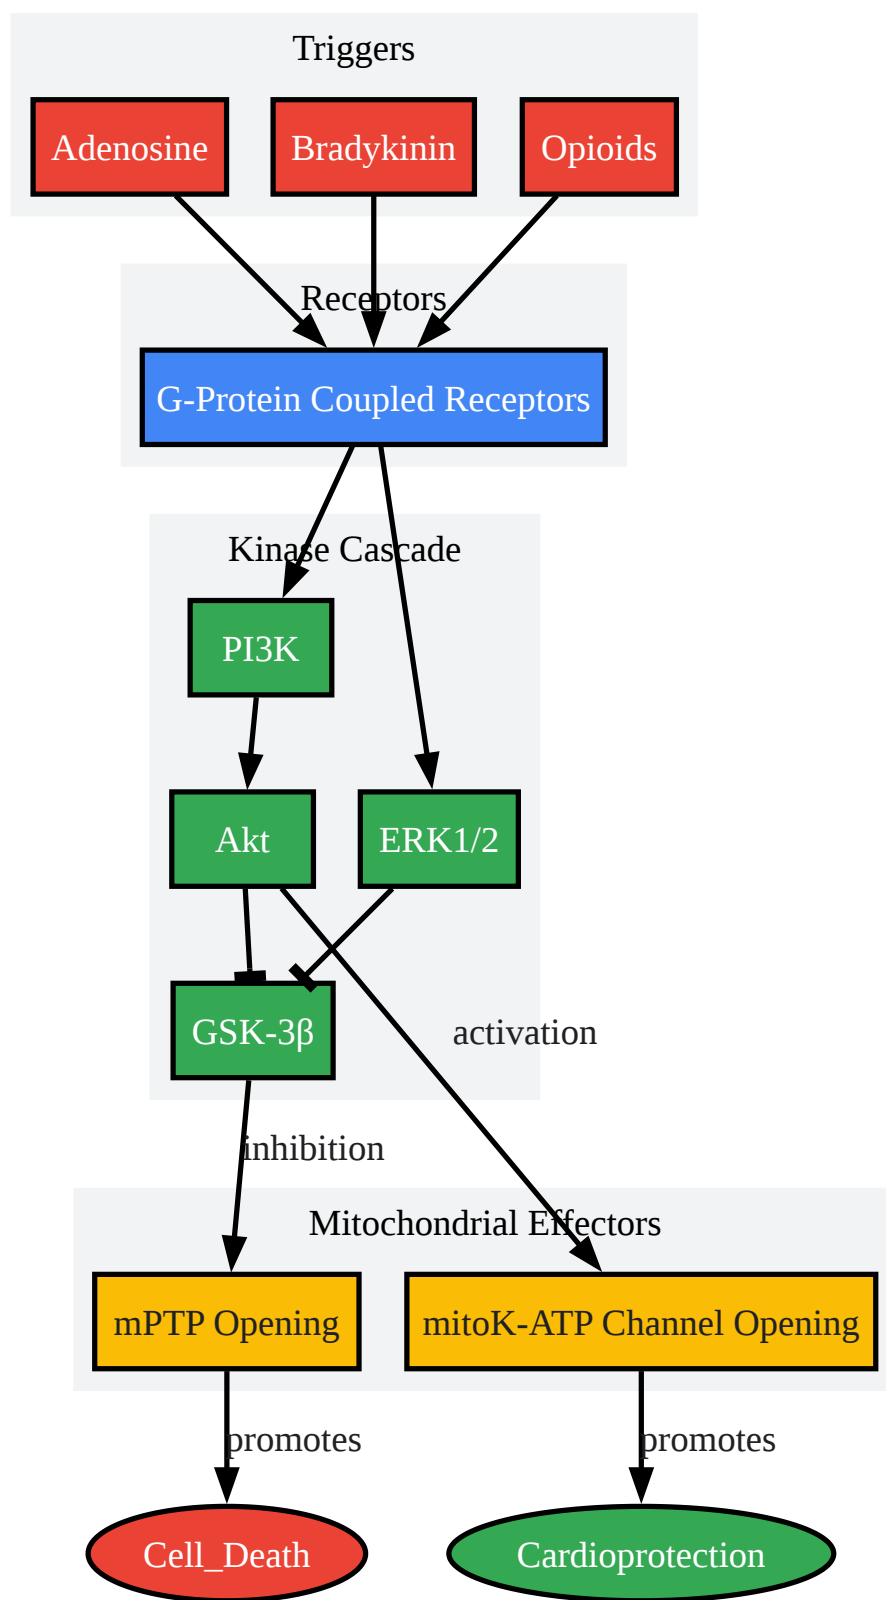 Triggers
Adenosine
Bradykinin
Opioids
Receptors
G-Protein Coupled Receptors
Kinase Cascade
PI3K
Akt
ERK1/2
GSK-3β
activation
inhibition
Mitochondrial Effectors
mPTP Opening
mitoK-ATP Channel Opening
promotes
promotes
Cell_Death
Cardioprotection